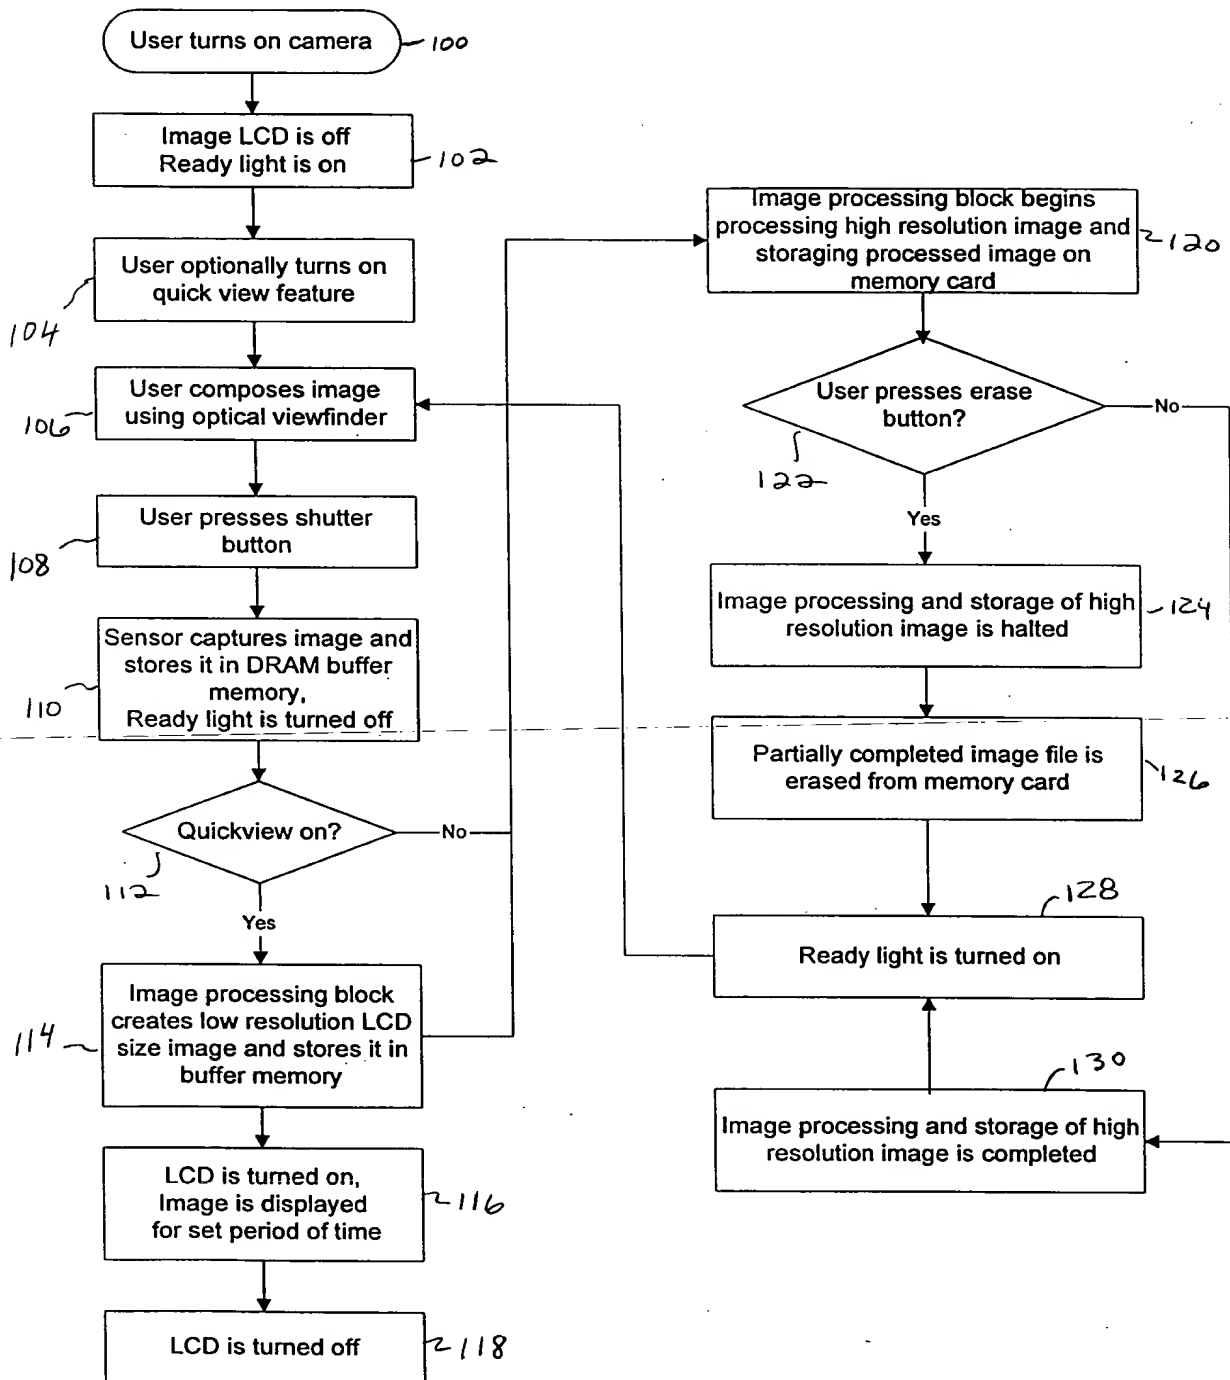 User turns on camera
100
Image LCD is off
Ready light is on
102
User optionally turns on
quick view feature
104
User composes image
using optical viewfinder
106
User presses shutter
button
108
Sensor captures image and
stores it in DRAM buffer
memory,
Ready light is turned off
110
Quickview on?
No
112
Yes
Image processing block
creates low resolution LCD
size image and stores it in
buffer memory
114
LCD is turned on,
Image is displayed
for set period of time
116
LCD is turned off
118
Image processing block begins
processing high resolution image and
storaging processed image on
memory card
120
User presses erase
button?
No
122
Yes
Image processing and storage of high
resolution image is halted
124
Partially completed image file is
erased from memory card
126
128
Ready light is turned on
130
Image processing and storage of high
resolution image is completed